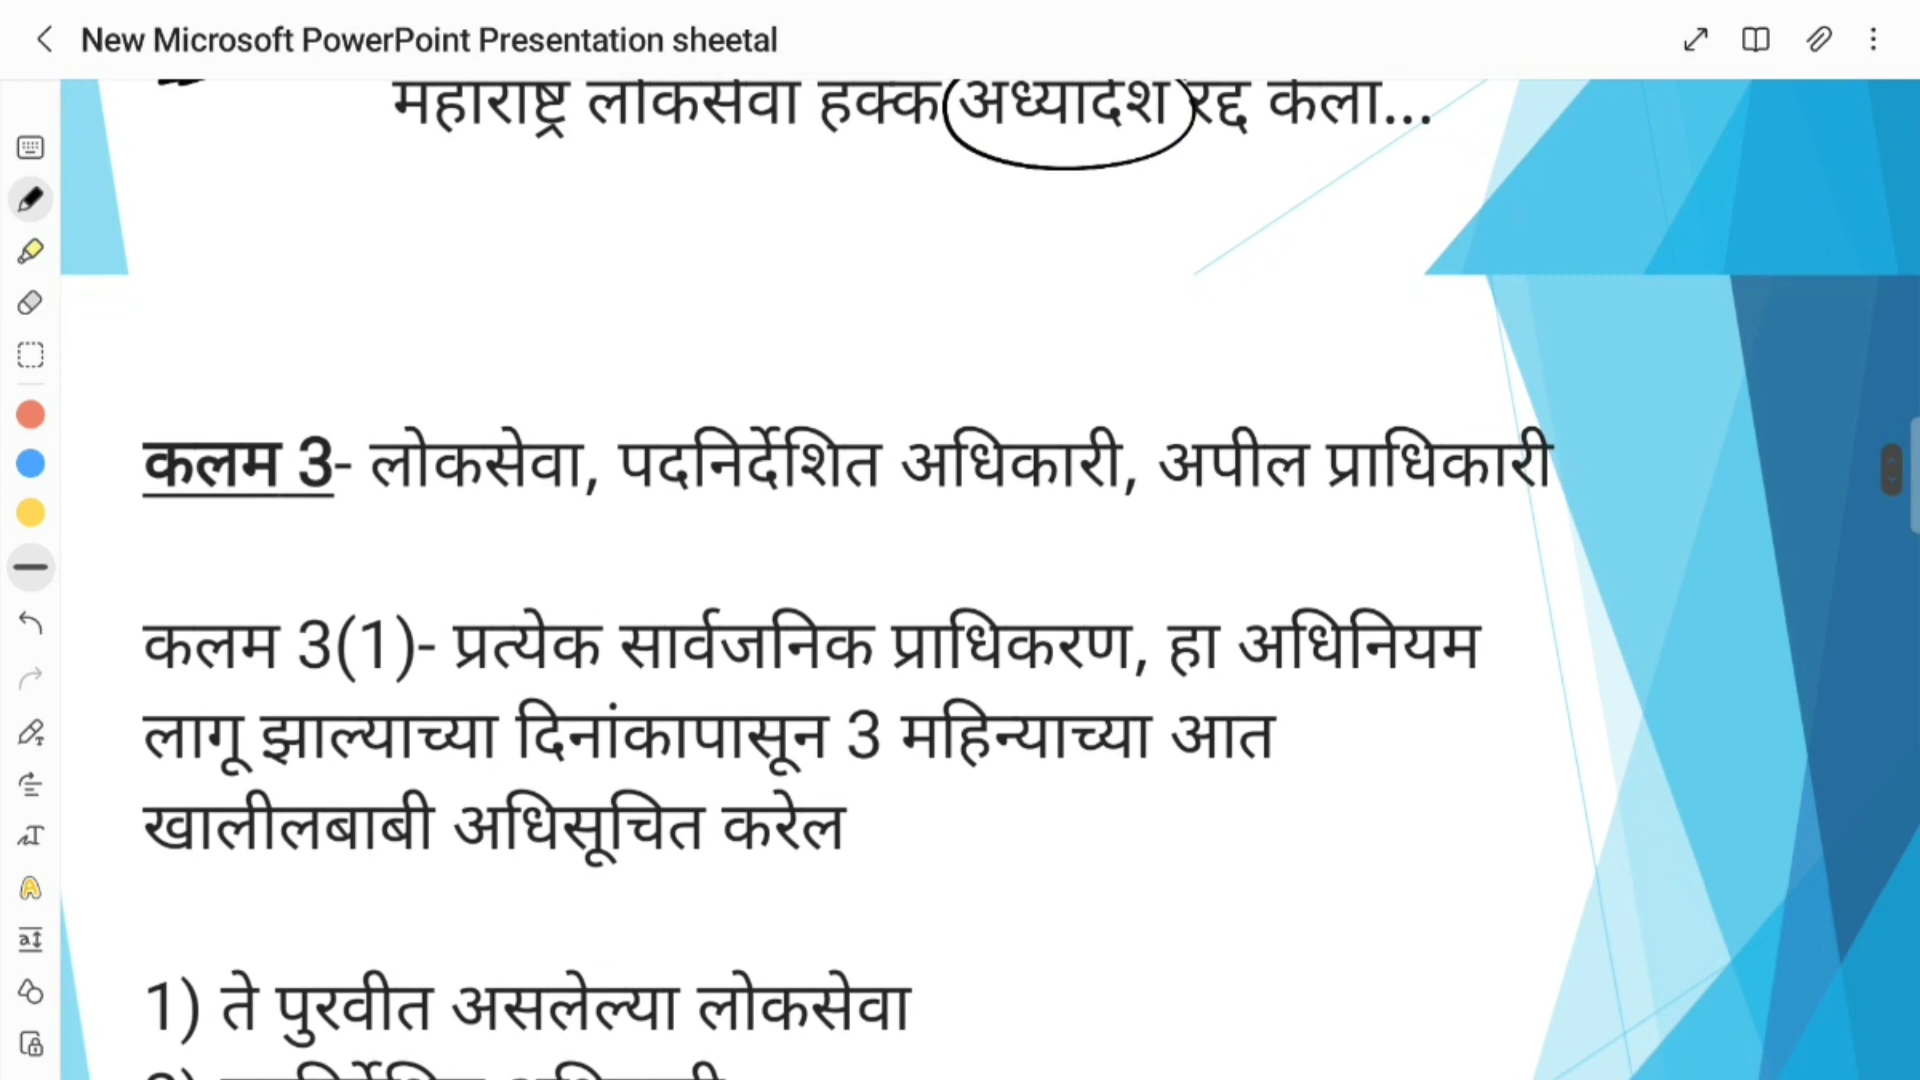 New Microsoft PowerPoint Presentation sheetal
महाराष्ट्र लोकसेवा हक्क अध्यादेश रद्द केला...
कलम 3- लोकसेवा, पदनिर्देशित अधिकारी, अपील प्राधिकारी
कलम 3(1)- प्रत्येक सार्वजनिक प्राधिकरण, हा अधिनियम
लागू झाल्याच्या दिनांकापासून 3 महिन्याच्या आत
खालीलबाबी अधिसूचित करेल
1) ते पुरवीत असलेल्या लोकसेवा